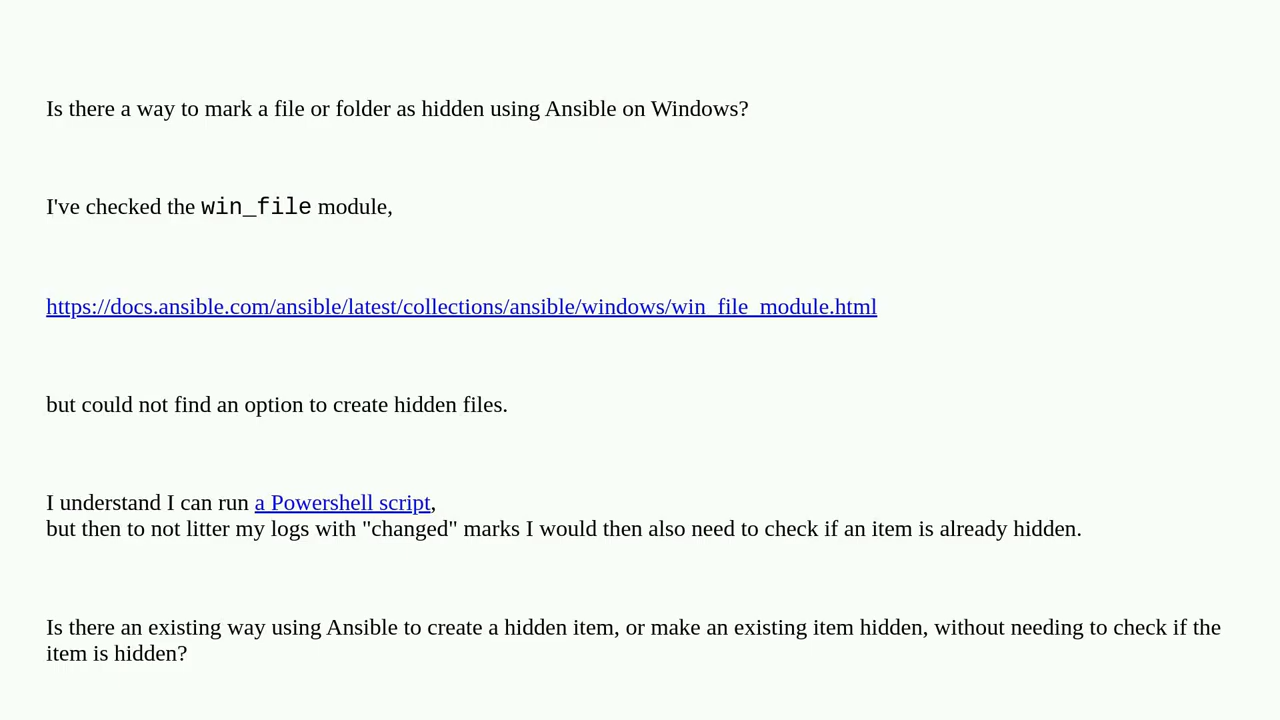 Is there a way to mark a file or folder as hidden using Ansible on Windows?
I've checked the win_file module,
https://docs.ansible.com/ansible/latest/collections/ansible/windows/win_file_module.html
but could not find an option to create hidden files.
I understand I can run a Powershell script,
but then to not litter my logs with "changed" marks I would then also need to check if an item is already hidden.
Is there an existing way using Ansible to create a hidden item, or make an existing item hidden, without needing to check if the
item is hidden?